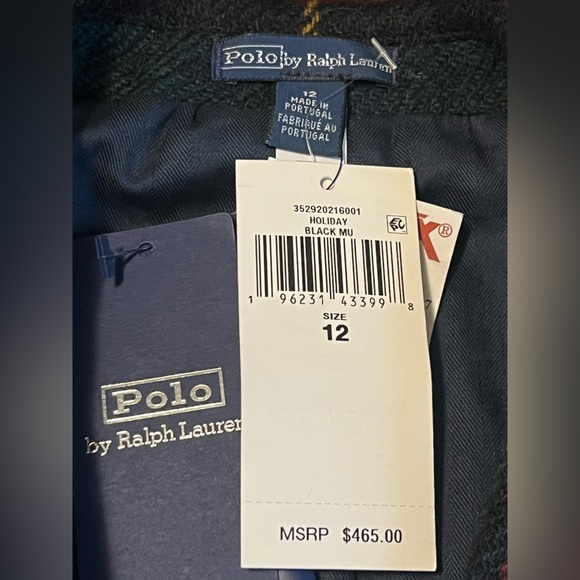 Polo by Ralph Lauren
12
MADE IN
PORTUGAL
FABRIQUÉ AU
PORTUGAL
352920216001
HOLIDAY
BLACK MU
1 96231 43399 8
SIZE
12
MSRP $465.00
X®
Polo
by Ralph Lauren